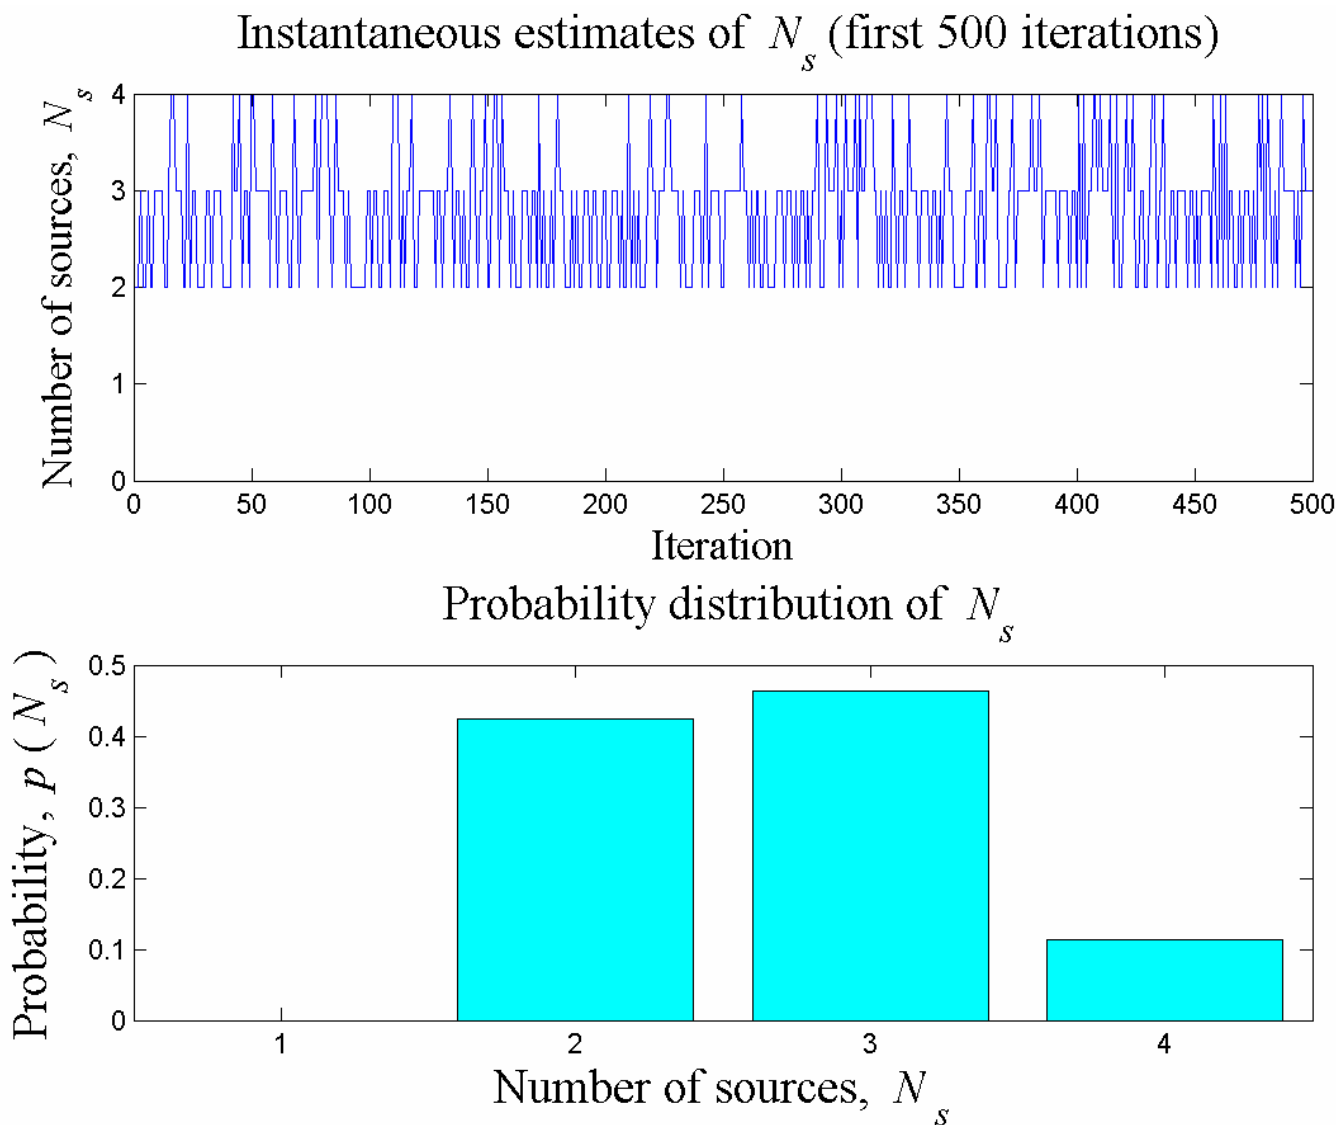 Instantaneous estimates of N_s (first 500 iterations)
Number of sources, N_s
4
3
2
1
0
0 50 100 150 200 250 300 350 400 450 500
Iteration
Probability distribution of N_s
Probability, p ( N_s )
0.5
0.4
0.3
0.2
0.1
0
1 2 3 4
Number of sources, N_s